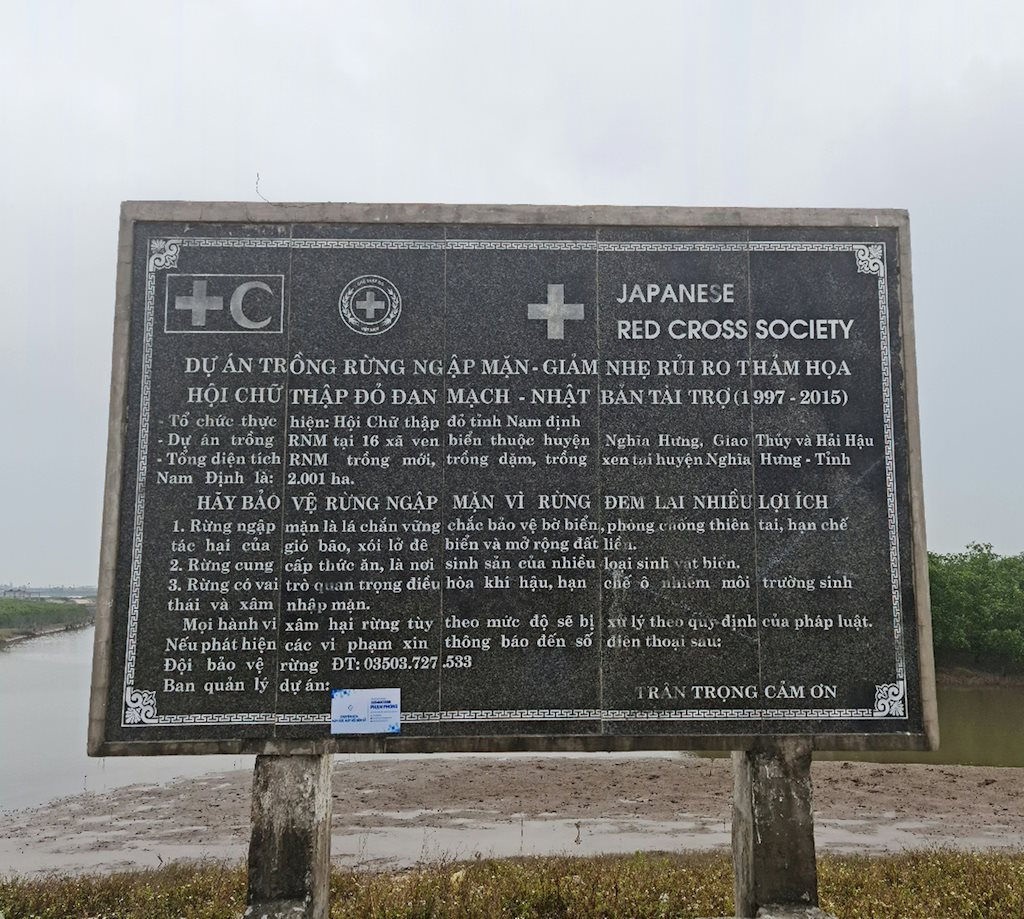 JAPANESE
RED CROSS SOCIETY
DỰ ÁN TRỒNG RỪNG NGẬP MẶN - GIẢM NHẸ RỦI RO THẢM HỌA
HỘI CHỮ THẬP ĐỎ ĐAN MẠCH - NHẬT BẢN TÀI TRỢ (1997 - 2015)
- Tổ chức thực hiện: Hội Chữ thập đỏ tỉnh Nam định
- Dự án trồng RNM tại 16 xã ven biển thuộc huyện Nghĩa Hưng, Giao Thủy và Hải Hậu
- Tổng diện tích RNM trồng mới, trồng dặm, trồng xen tại huyện Nghĩa Hưng - Tỉnh
Nam Định là: 2.001 ha.
HÃY BẢO VỆ RỪNG NGẬP MẶN VÌ RỪNG ĐEM LAI NHIỀU LỢI ÍCH
1. Rừng ngập mặn là lá chắn vững chắc bảo vệ bờ biển, phòng chống thiên tai, hạn chế
tác hại của gió bão, xói lở đê biển và mở rộng đất liền.
2. Rừng cung cấp thức ăn, là nơi sinh sản của nhiều loài sinh vật biển.
3. Rừng có vai trò quan trọng điều hòa khí hậu, hạn chế ô nhiễm môi trường sinh
thái và xâm nhập mặn.
Mọi hành vi xâm hại rừng tùy theo mức độ sẽ bị xử lý theo quy định của pháp luật.
Nếu phát hiện các vi phạm xin thông báo đến số điện thoại sau:
Đội bảo vệ rừng ĐT: 03503.727.533
Ban quản lý dự án:
TRÂN TRỌNG CẢM ƠN